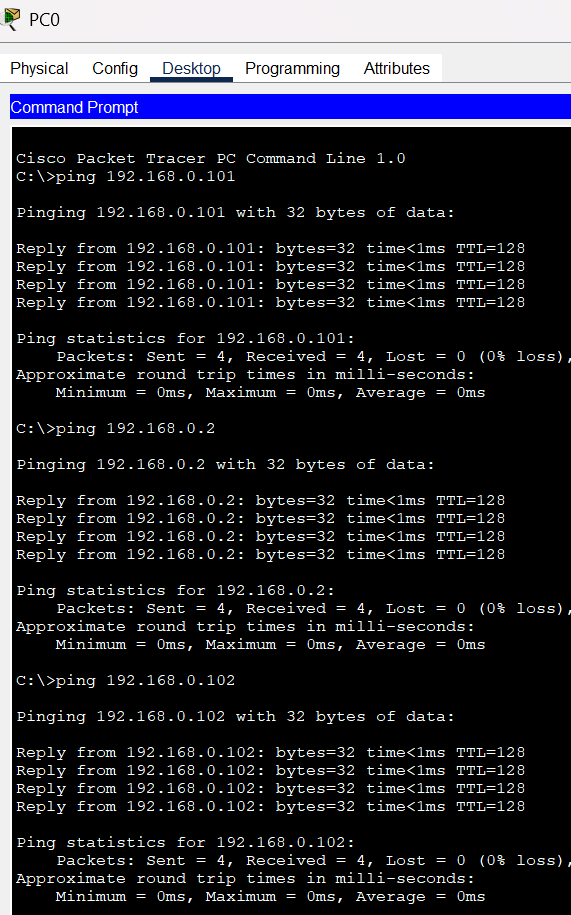 PC0
Physical Config Desktop Programming Attributes
Command Prompt
Cisco Packet Tracer PC Command Line 1.0
C:\>ping 192.168.0.101
Pinging 192.168.0.101 with 32 bytes of data:
Reply from 192.168.0.101: bytes=32 time<1ms TTL=128
Reply from 192.168.0.101: bytes=32 time<1ms TTL=128
Reply from 192.168.0.101: bytes=32 time<1ms TTL=128
Reply from 192.168.0.101: bytes=32 time<1ms TTL=128
Ping statistics for 192.168.0.101:
    Packets: Sent = 4, Received = 4, Lost = 0 (0% loss),
Approximate round trip times in milli-seconds:
    Minimum = 0ms, Maximum = 0ms, Average = 0ms
C:\>ping 192.168.0.2
Pinging 192.168.0.2 with 32 bytes of data:
Reply from 192.168.0.2: bytes=32 time<1ms TTL=128
Reply from 192.168.0.2: bytes=32 time<1ms TTL=128
Reply from 192.168.0.2: bytes=32 time<1ms TTL=128
Reply from 192.168.0.2: bytes=32 time<1ms TTL=128
Ping statistics for 192.168.0.2:
    Packets: Sent = 4, Received = 4, Lost = 0 (0% loss),
Approximate round trip times in milli-seconds:
    Minimum = 0ms, Maximum = 0ms, Average = 0ms
C:\>ping 192.168.0.102
Pinging 192.168.0.102 with 32 bytes of data:
Reply from 192.168.0.102: bytes=32 time<1ms TTL=128
Reply from 192.168.0.102: bytes=32 time<1ms TTL=128
Reply from 192.168.0.102: bytes=32 time<1ms TTL=128
Reply from 192.168.0.102: bytes=32 time<1ms TTL=128
Ping statistics for 192.168.0.102:
    Packets: Sent = 4, Received = 4, Lost = 0 (0% loss),
Approximate round trip times in milli-seconds:
    Minimum = 0ms, Maximum = 0ms, Average = 0ms